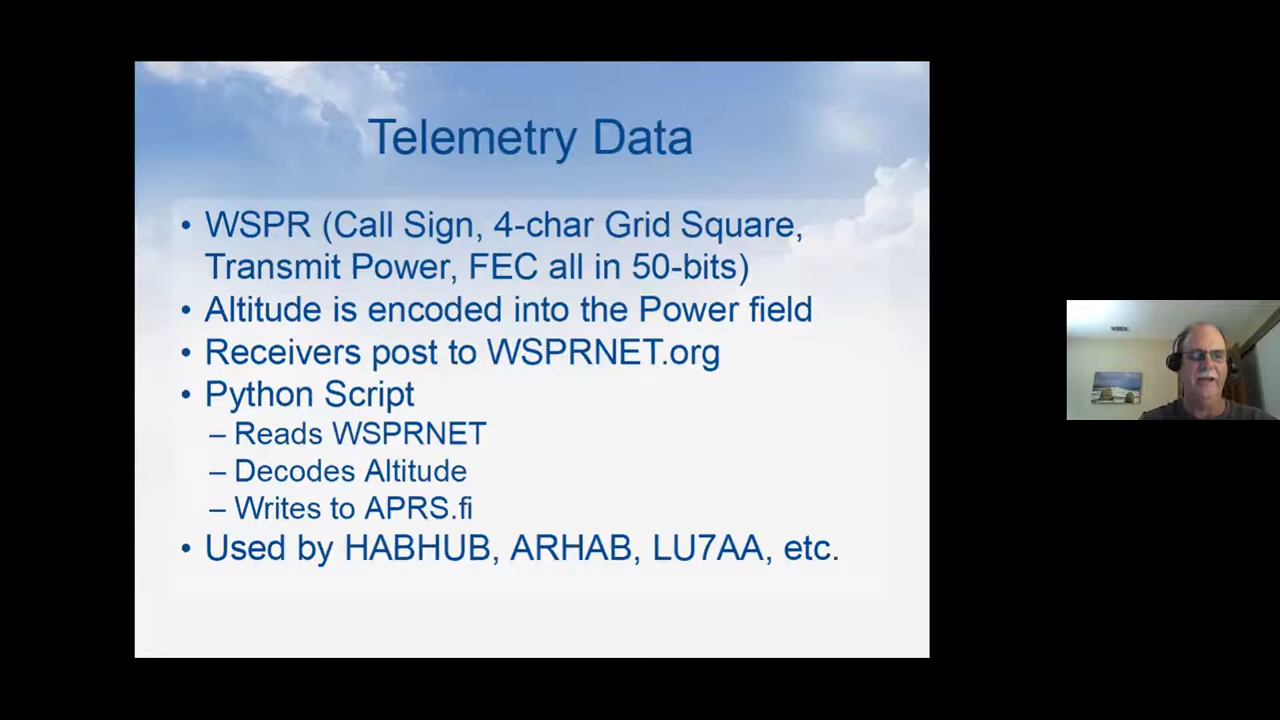 Telemetry Data
• WSPR (Call Sign, 4-char Grid Square,
Transmit Power, FEC all in 50-bits)
• Altitude is encoded into the Power field
• Receivers post to WSPRNET.org
• Python Script
– Reads WSPRNET
– Decodes Altitude
– Writes to APRS.fi
• Used by HABHUB, ARHAB, LU7AA, etc.